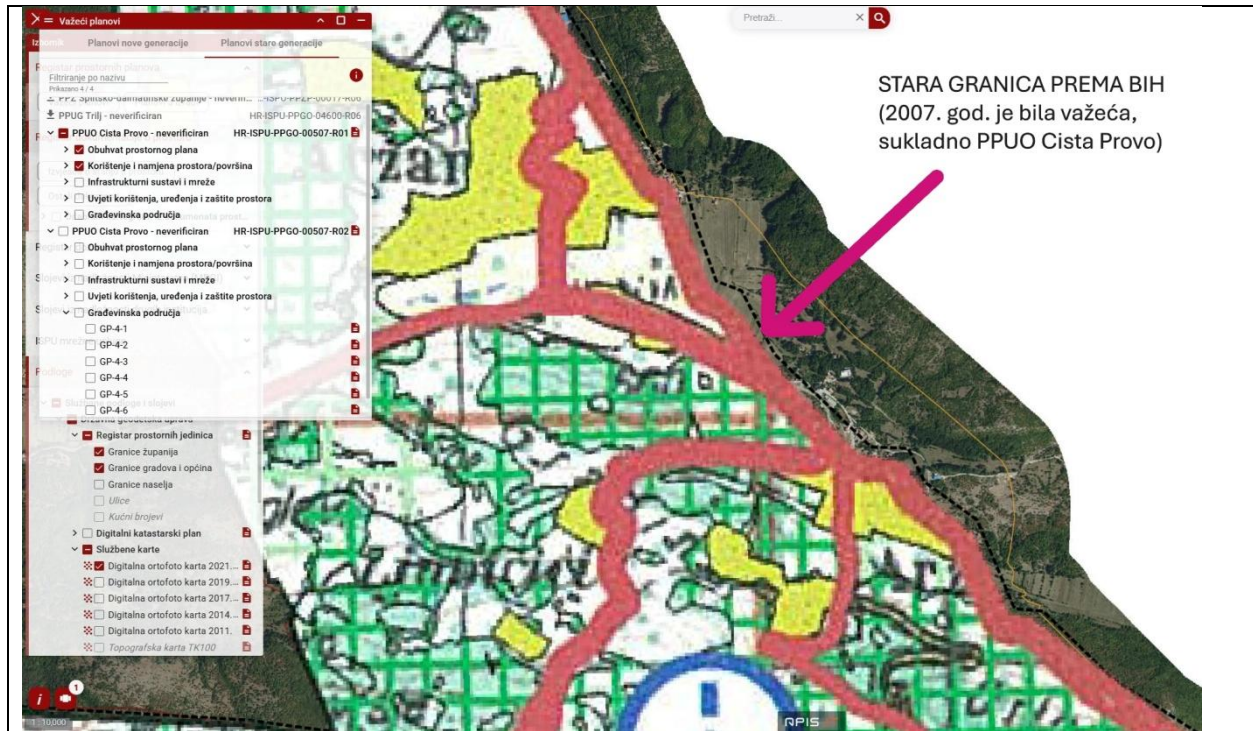 Važeći planovi
Pretraži...
Planovi nove generacije
Planovi stare generacije
Filtriranje po nazivu
Prikazano 4 / 4
PPUG Trilj - neverificiran HR-ISPU-PPGO-04600-R06
PPUO Cista Provo - neverificiran HR-ISPU-PPGO-00507-R01
Obuhvat prostornog plana
Korištenje i namjena prostora/površina
Infrastrukturni sustavi i mreže
Uvjeti korištenja, uređenja i zaštite prostora
Građevinska područja
PPUO Cista Provo - neverificiran HR-ISPU-PPGO-00507-R02
Obuhvat prostornog plana
Korištenje i namjena prostora/površina
Infrastrukturni sustavi i mreže
Uvjeti korištenja, uređenja i zaštite prostora
Građevinska područja
GP-4-1
GP-4-2
GP-4-3
GP-4-4
GP-4-5
GP-4-6
Podloge
Registar prostornih jedinica
Granice županija
Granice gradova i općina
Granice naselja
Ulice
Kućni brojevi
Digitalni katastarski plan
Službene karte
Digitalna ortofoto karta 2021....
Digitalna ortofoto karta 2019....
Digitalna ortofoto karta 2017....
Digitalna ortofoto karta 2014....
Digitalna ortofoto karta 2011.
Topografska karta TK100
1
1:10,000
STARA GRANICA PREMA BIH
(2007. god. je bila važeća,
sukladno PPUO Cista Provo)